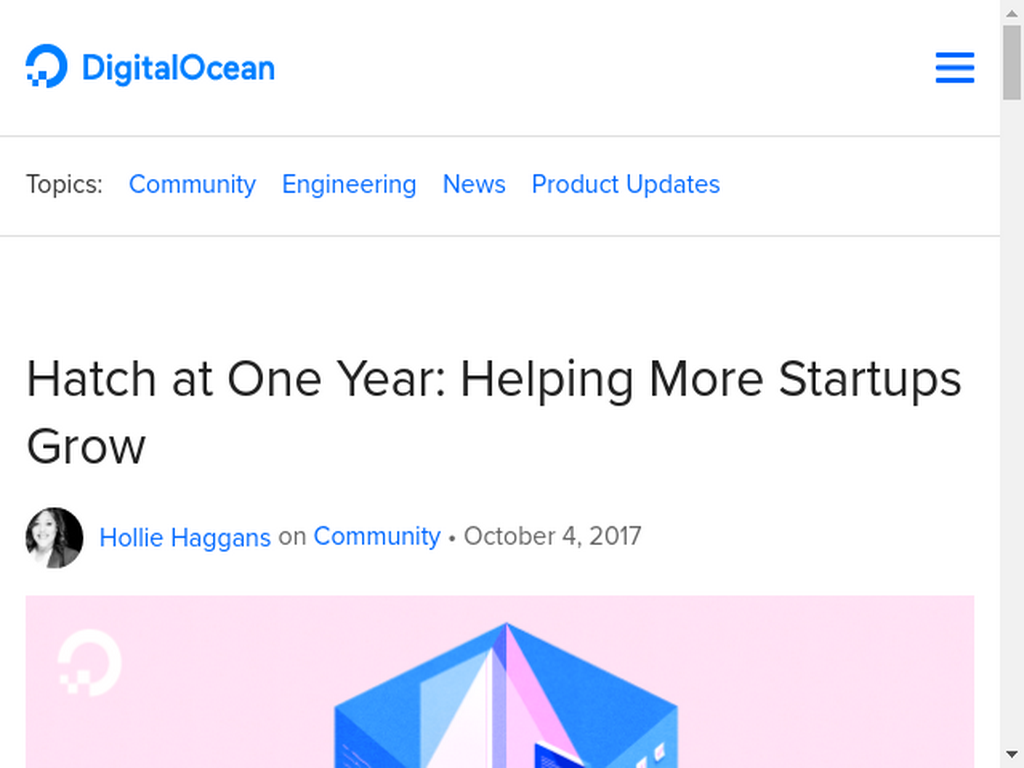 DigitalOcean
Topics: Community Engineering News Product Updates
Hatch at One Year: Helping More Startups
Grow
Hollie Haggans on Community • October 4, 2017